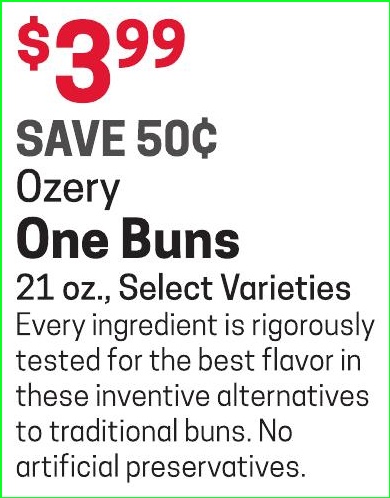 $3.99
SAVE 50¢
Ozery
One Buns
21 oz., Select Varieties
Every ingredient is rigorously
tested for the best flavor in
these inventive alternatives
to traditional buns. No
artificial preservatives.